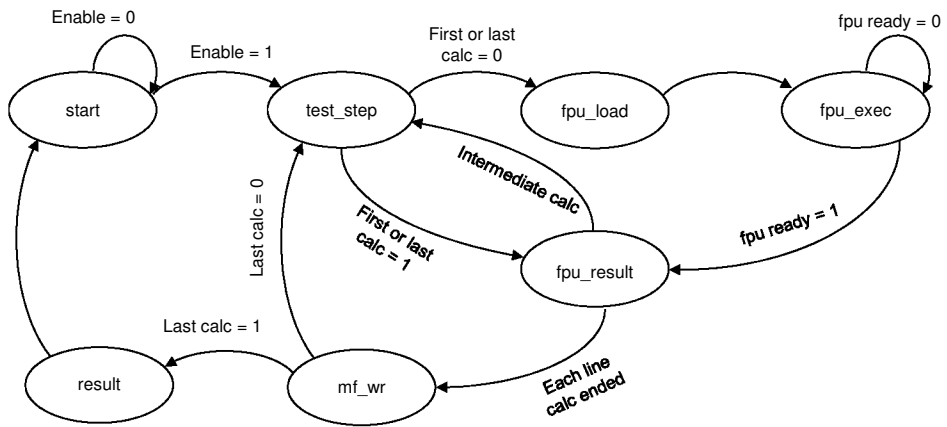 Enable = 0
Enable = 1
First or last
calc = 0
fpu ready = 0
start
test_step
fpu_load
fpu_exec
Intermediate calc
Last calc = 0
First or last
calc = 1
fpu ready = 1
fpu_result
Last calc = 1
result
mf_wr
Each line
calc ended